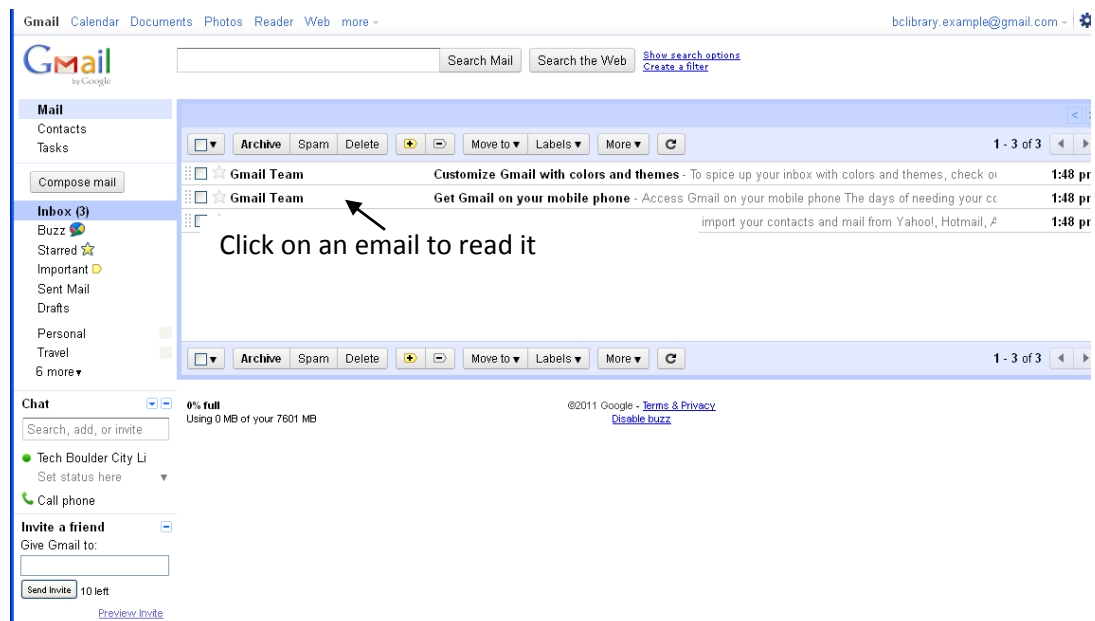 Gmail Calendar Documents Photos Reader Web more
bclibrary.example@gmail.com
Gmail
by Google
Search Mail Search the Web Show search options
Create a filter
Mail
Contacts
Tasks
Compose mail
Inbox (3)
Buzz
Starred
Important
Sent Mail
Drafts
Personal
Travel
6 more
Archive Spam Delete Move to Labels More 1 - 3 of 3
Gmail Team Customize Gmail with colors and themes - To spice up your inbox with colors and themes, check 1:48
Gmail Team Get Gmail on your mobile phone - Access Gmail on your mobile phone The days of needing your 1:48
import your contacts and mail from Yahoo!, Hotmail, 1:48
Click on an email to read it
Archive Spam Delete Move to Labels More 1 - 3 of 3
Chat
Search, add, or invite
Tech Boulder City Li
Set status here
Call phone
Invite a friend
Give Gmail to:
Send Invite 10 left
Preview Invite
0% full
Using 0 MB of your 7601 MB
©2011 Google - Terms & Privacy
Disable buzz